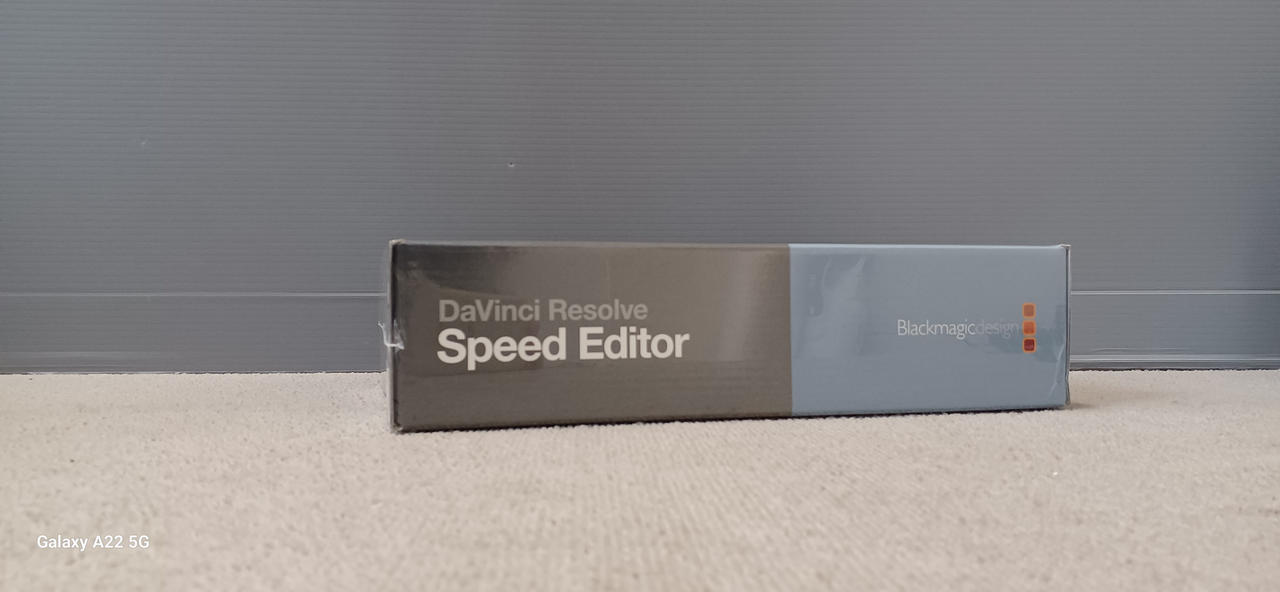 DaVinci Resolve
Speed Editor
Blackmagicdesign
Galaxy A22 5G